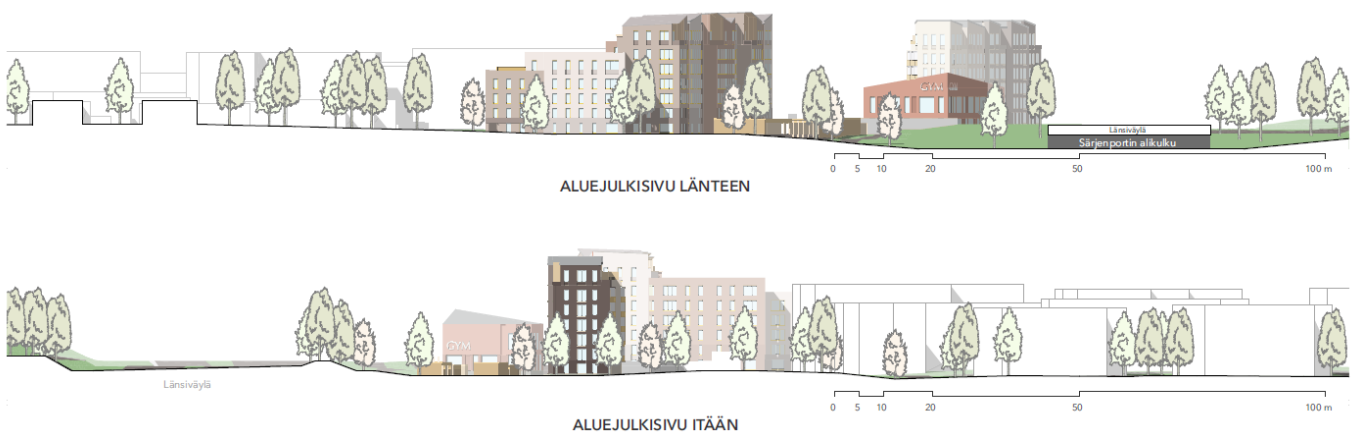 GYM
Länsiväylä
Särjenportin alikulku
0 5 10 20 50 100 m
ALUEJULKISIVU LÄNTEEN
GYM
Länsiväylä
0 5 10 20 50 100 m
ALUEJULKISIVU ITÄÄN